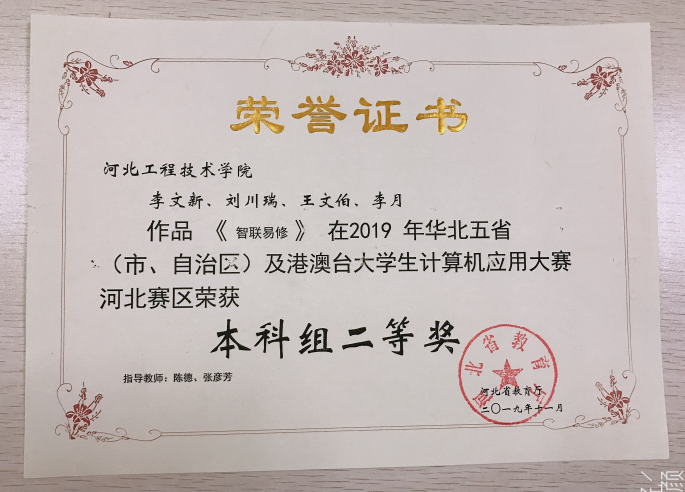 荣誉证书
河北工程技术学院
李文新、刘川瑞、王文伯、李月
作品《智联易修》在2019 年华北五省
（市、自治区）及港澳台大学生计算机应用大赛
河北赛区荣获
本科组二等奖
指导教师：陈德、张彦芳
河北省教育厅
河北省教育厅
二〇一九年十一月